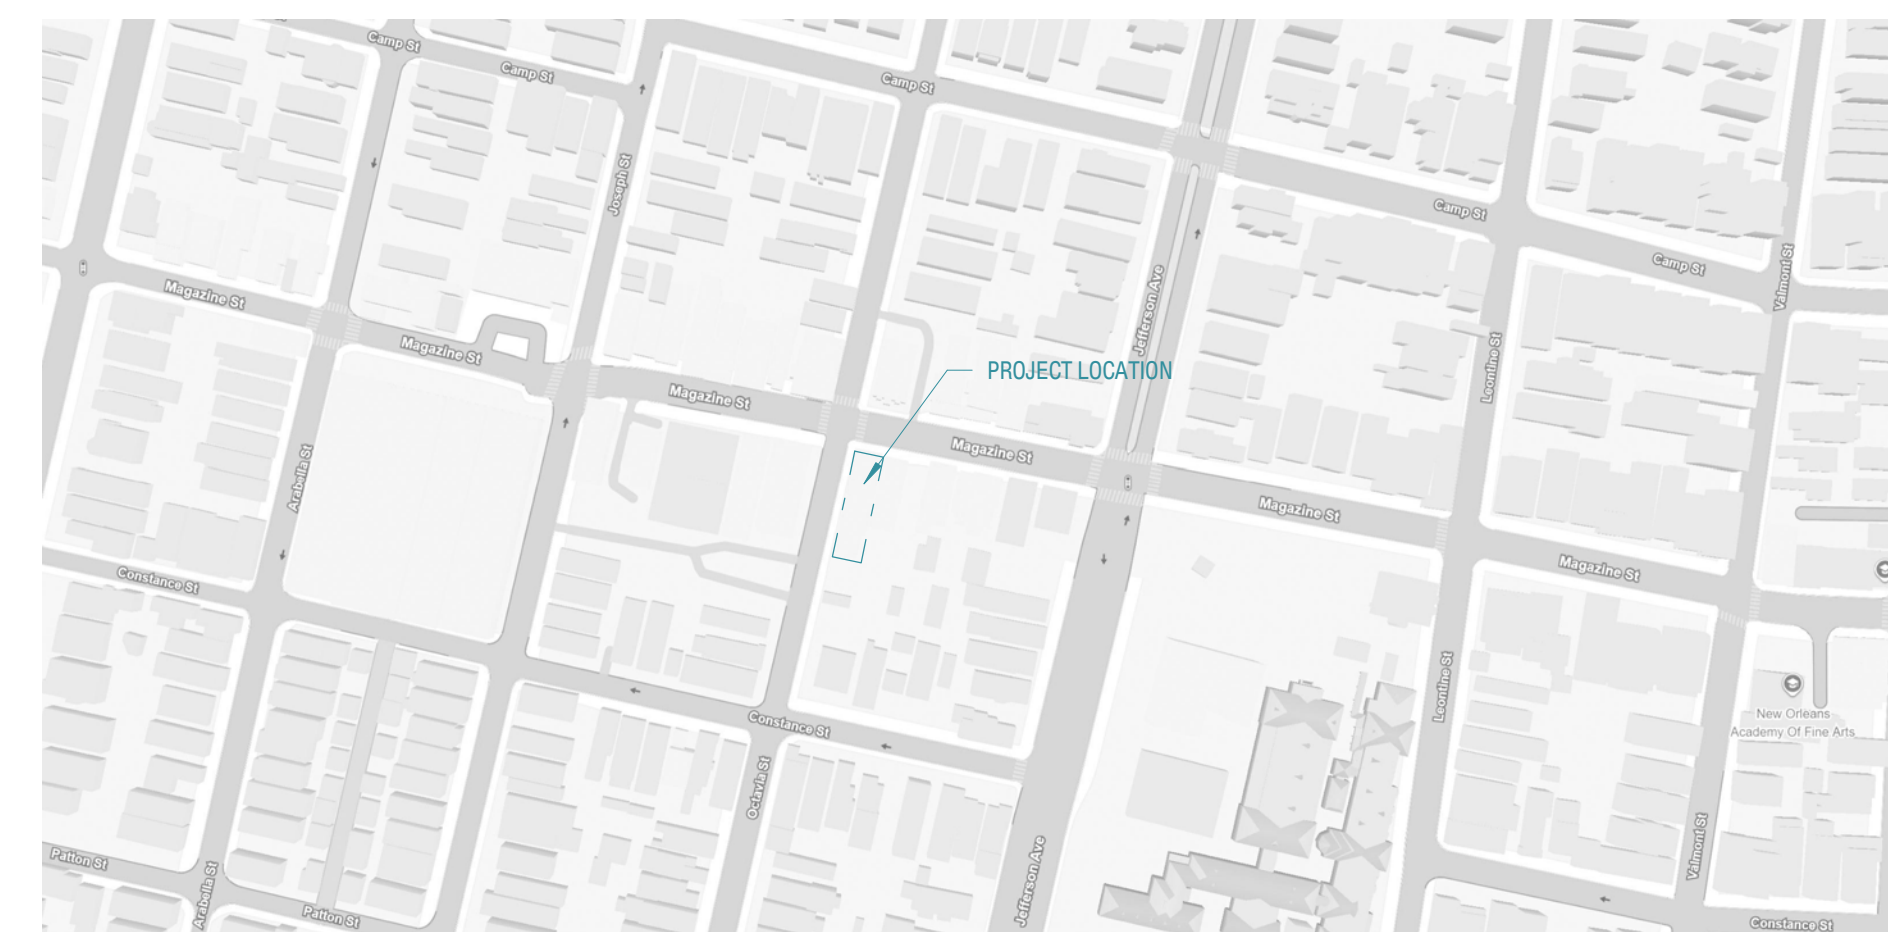 Camp St
Camp St
Camp St
Joseph St
Camp St
Camp St
Valmont St
Magazine St
Jefferson Ave
Magazine St
Leontine St
PROJECT LOCATION
Magazine St
Magazine St
Arabella St
Magazine St
Magazine St
Constance St
Leontine St
New Orleans
Academy Of Fine Arts
Constance St
Octavia St
Valmont St
Patton St
Arabella St
Jefferson Ave
Patton St
Constance St